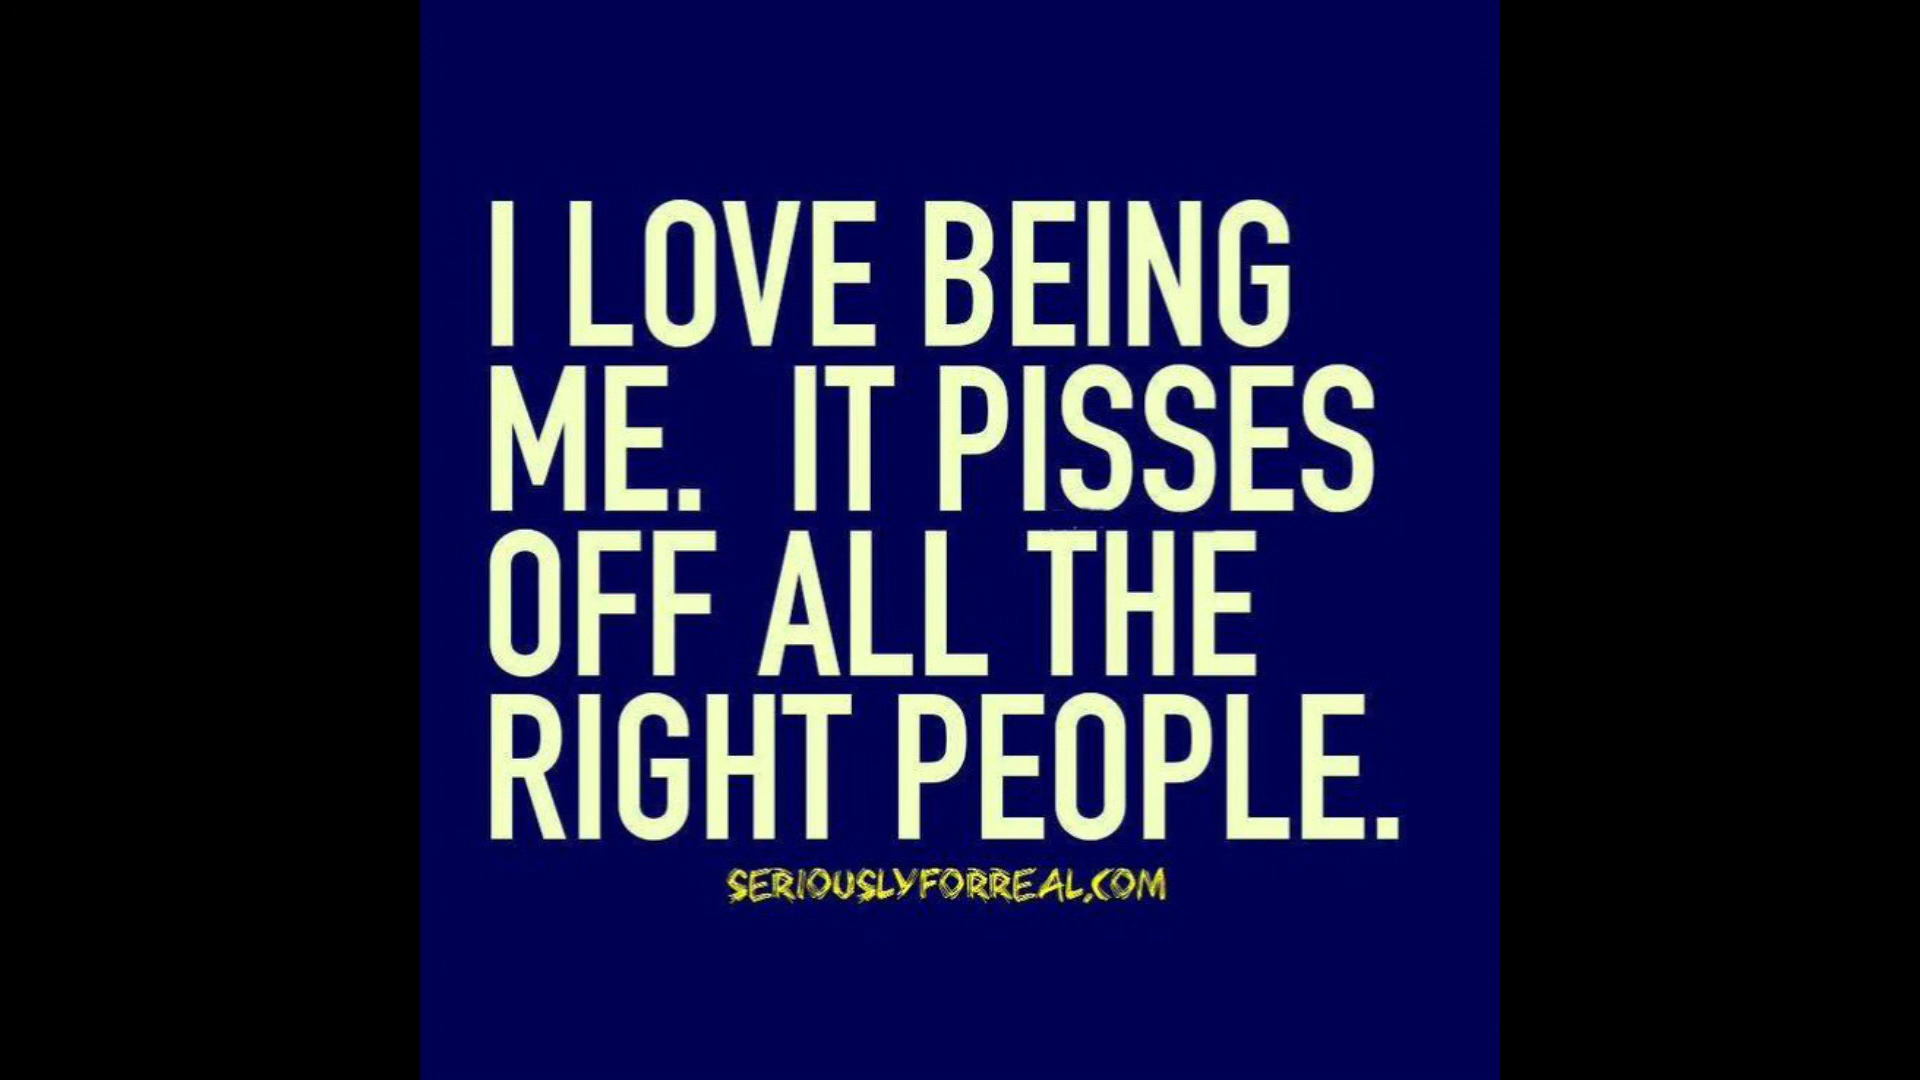 I LOVE BEING
ME. IT PISSES
OFF ALL THE
RIGHT PEOPLE.
SERIOUSLYFORREAL.COM